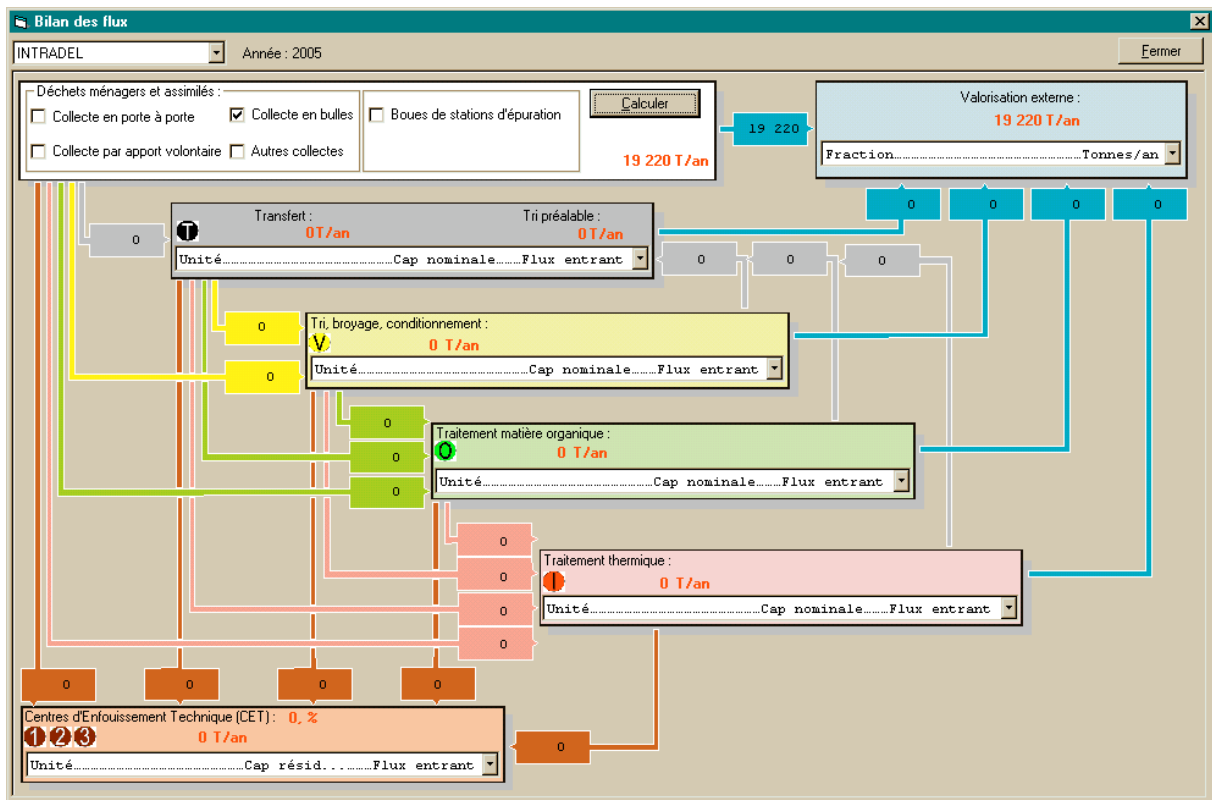 Bilan des flux
INTRADEL
Année : 2005
Fermer
Déchets ménagers et assimilés :
Collecte en porte à porte
Collecte en bulles
Boues de stations d'épuration
Calculer
Collecte par apport volontaire
Autres collectes
19 220 T/an
19 220
Valorisation externe :
19 220 T/an
Fraction...........Tonnes/an
0
0
0
0
0
T
Transfert :
Tri préalable :
0T/an
0T/an
Unité...........Cap nominale........Flux entrant
0
0
0
0
0
Tri, broyage, conditionnement :
V
0 T/an
Unité...........Cap nominale........Flux entrant
0
0
0
Traitement matière organique :
O
0 T/an
Unité...........Cap nominale........Flux entrant
0
0
0
0
Traitement thermique :
I
0 T/an
Unité...........Cap nominale........Flux entrant
0
0
0
0
Centres d'Enfouissement Technique (CET) : 0, %
1 2 3
0 T/an
Unité...........Cap résid...........Flux entrant
0